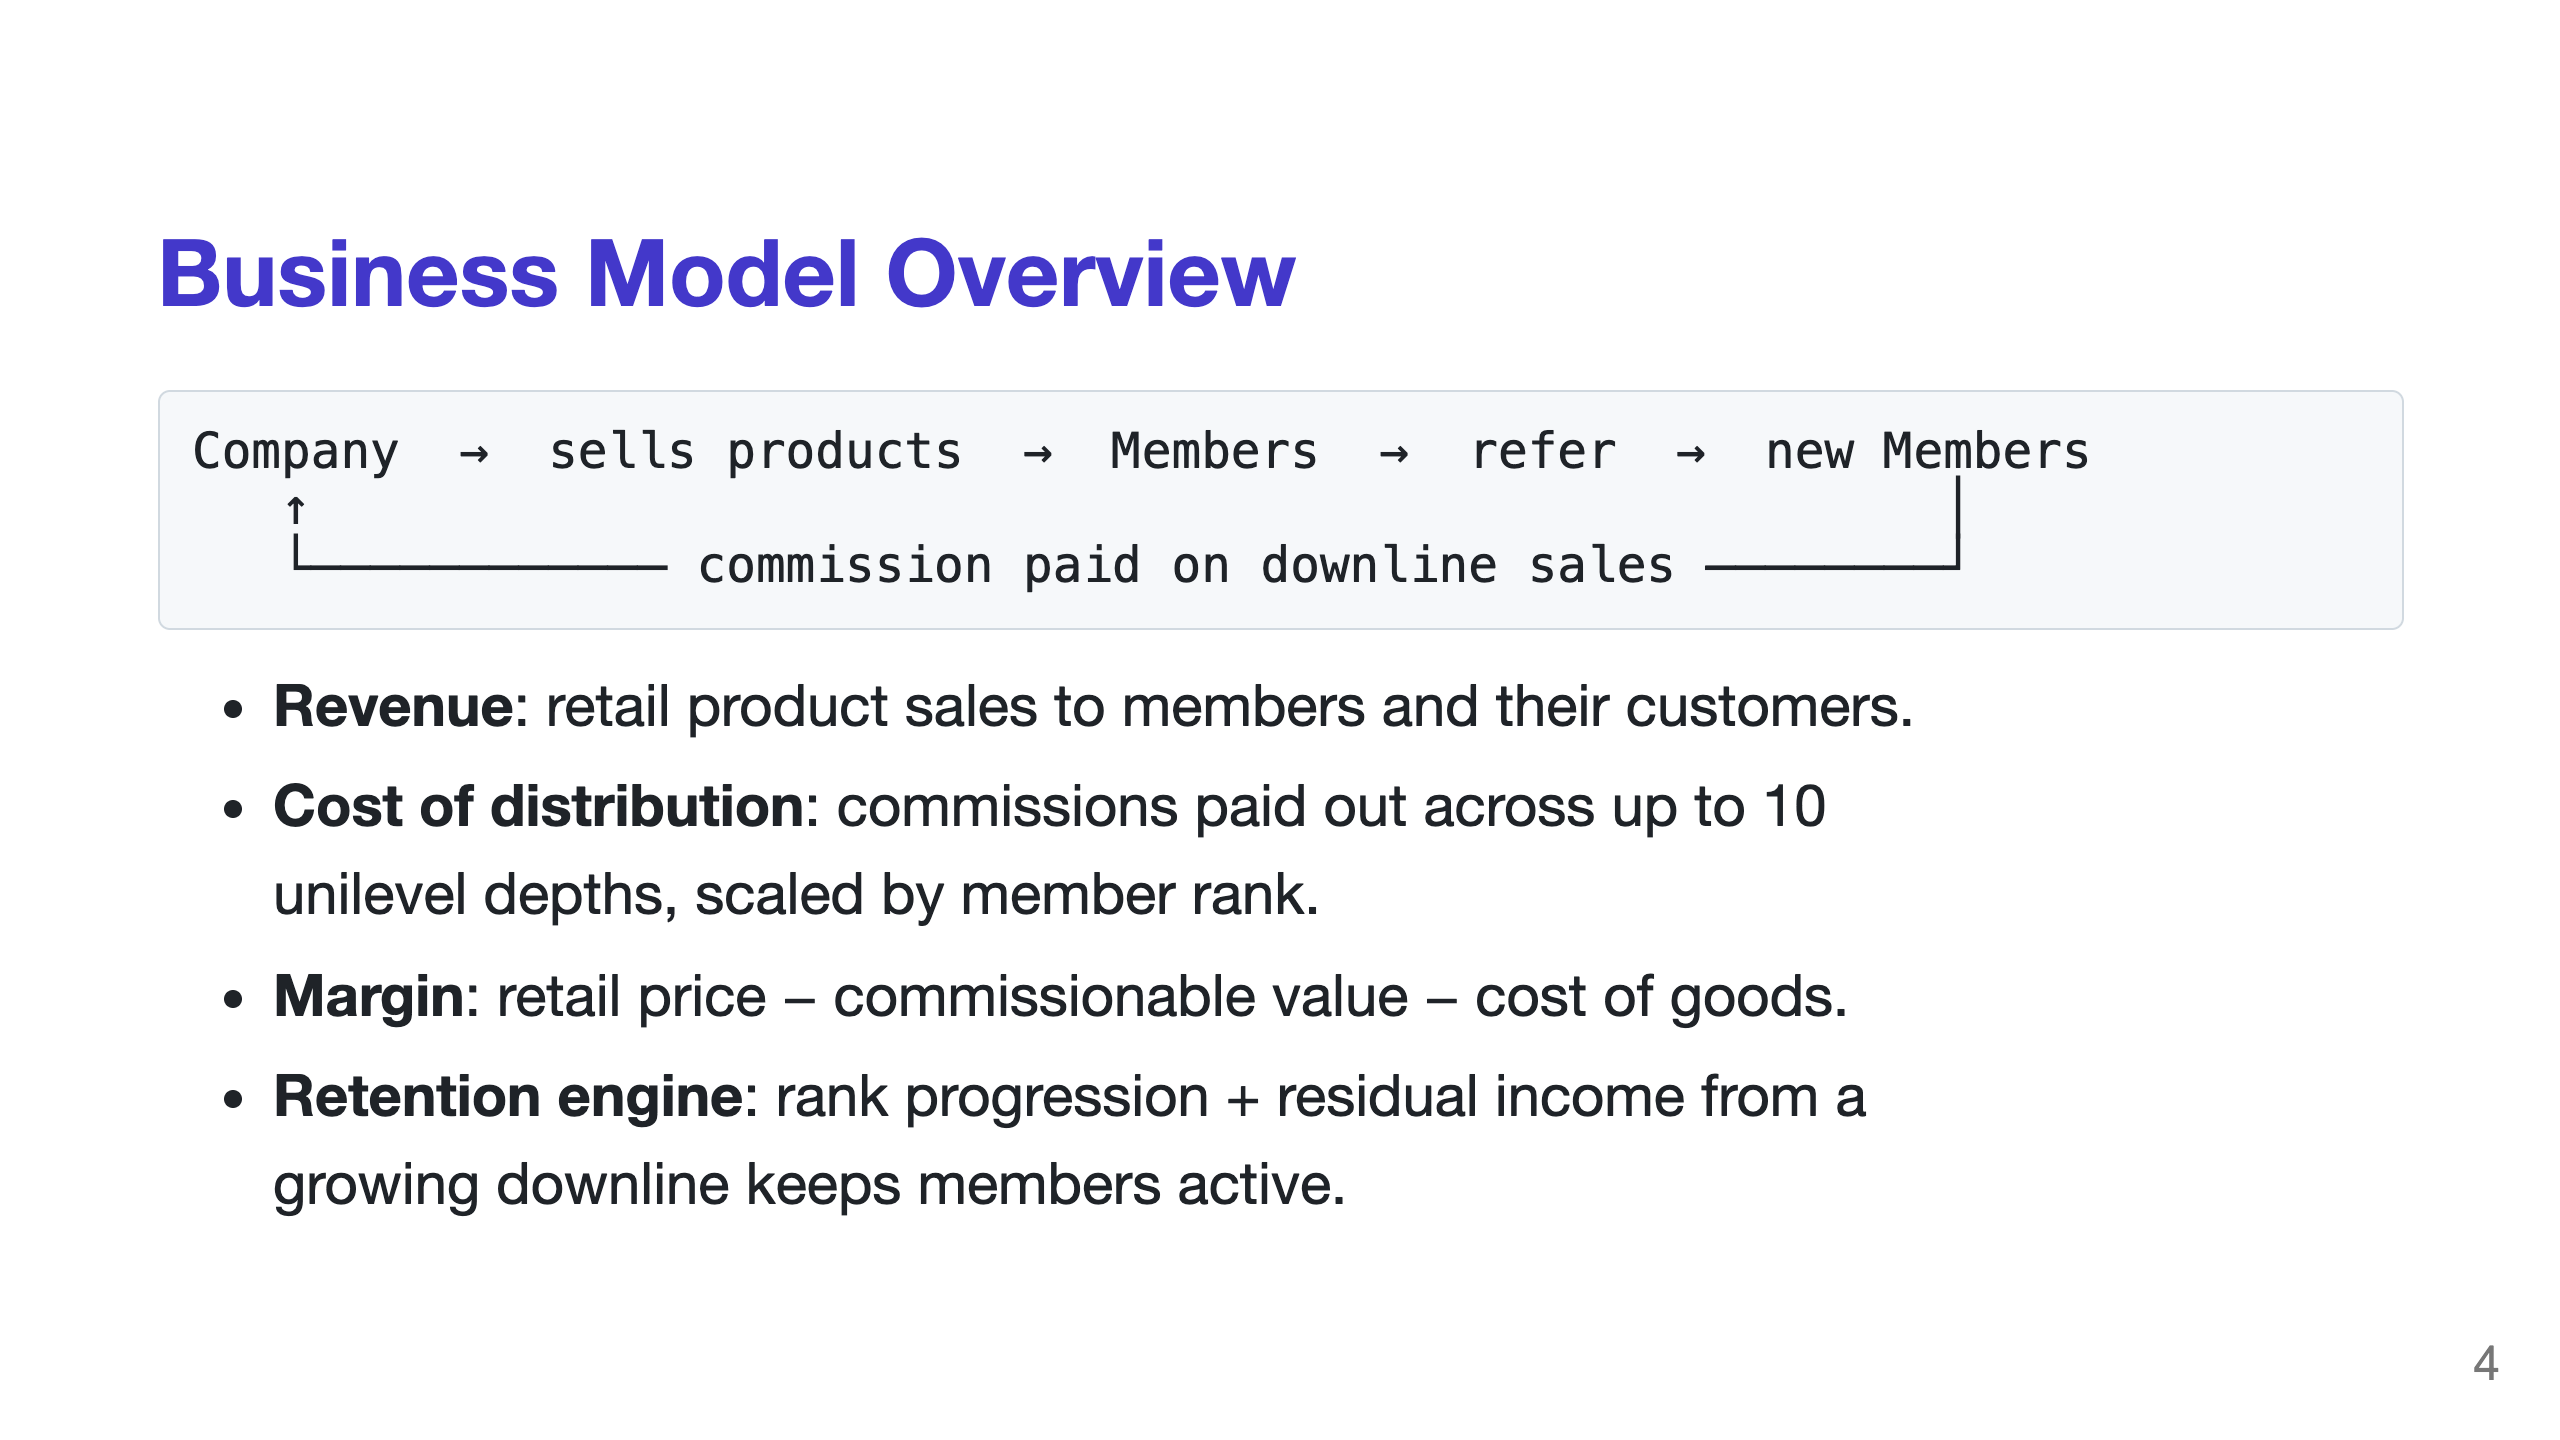 Business Model Overview
Company → sells products → Members → refer → new Members
↑ │
└───────────── commission paid on downline sales ─────────┘
• Revenue: retail product sales to members and their customers.
• Cost of distribution: commissions paid out across up to 10
unilevel depths, scaled by member rank.
• Margin: retail price – commissionable value – cost of goods.
• Retention engine: rank progression + residual income from a
growing downline keeps members active.
4